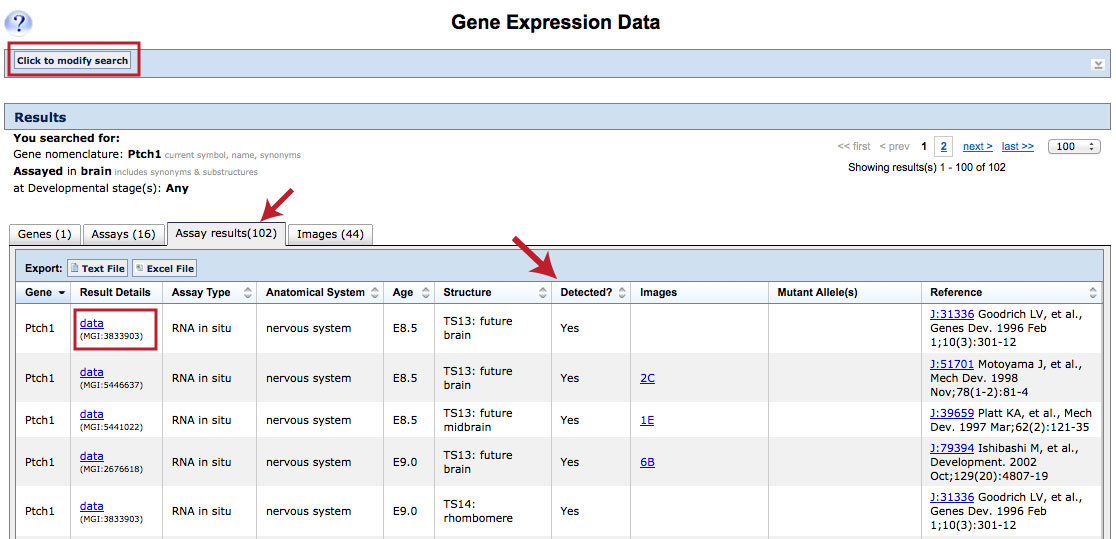 ?
Gene Expression Data
Click to modify search
Results
You searched for:
Gene nomenclature: Ptch1 current symbol, name, synonyms
Assayed in brain includes synonyms & substructures
at Developmental stage(s): Any
<< first < prev 1 2 next > last >> 100
Showing results(s) 1 - 100 of 102
Genes (1) Assays (16) Assay results(102) Images (44)
Export: Text File Excel File
Gene Result Details Assay Type Anatomical System Age Structure Detected? Images Mutant Allele(s) Reference
Ptch1 data (MGI:3833903) RNA in situ nervous system E8.5 TS13: future brain Yes J:31336 Goodrich LV, et al., Genes Dev. 1996 Feb 1;10(3):301-12
Ptch1 data (MGI:5446637) RNA in situ nervous system E8.5 TS13: future brain Yes 2C J:51701 Motoyama J, et al., Mech Dev. 1998 Nov;78(1-2):81-4
Ptch1 data (MGI:5441022) RNA in situ nervous system E8.5 TS13: future midbrain Yes 1E J:39659 Platt KA, et al., Mech Dev. 1997 Mar;62(2):121-35
Ptch1 data (MGI:2676618) RNA in situ nervous system E9.0 TS13: future brain Yes 6B J:79394 Ishibashi M, et al., Development. 2002 Oct;129(20):4807-19
Ptch1 data (MGI:3833903) RNA in situ nervous system E9.0 TS14: rhombomere Yes J:31336 Goodrich LV, et al., Genes Dev. 1996 Feb 1;10(3):301-12